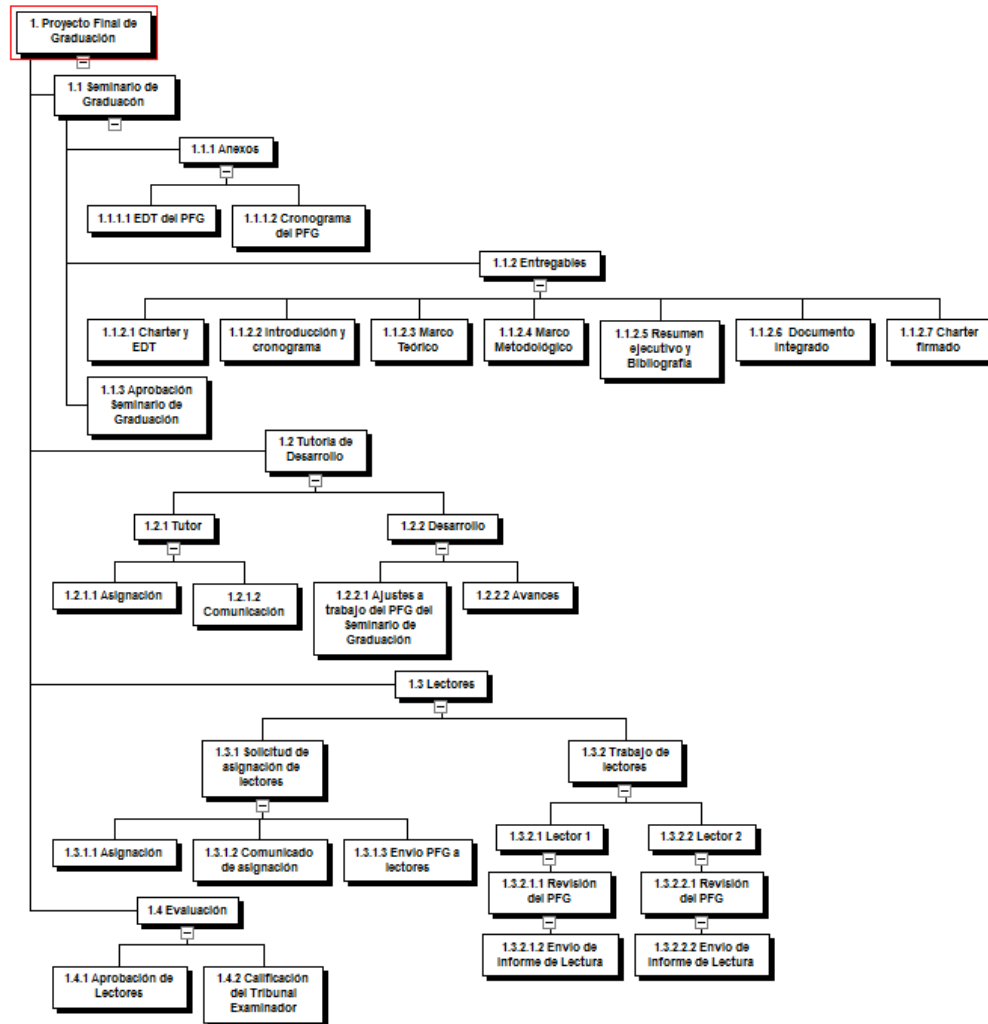 1. Proyecto Final de
Graduación
1.1 Seminario de
Graduacón
1.1.1 Anexos
1.1.1.1 EDT del PFG
1.1.1.2 Cronograma
del PFG
1.1.2 Entregables
1.1.2.1 Charter y
EDT
1.1.2.2 Introducción y
cronograma
1.1.2.3 Marco
Teórico
1.1.2.4 Marco
Metodológico
1.1.2.5 Resumen
ejecutivo y
Bibliografía
1.1.2.6 Documento
Integrado
1.1.2.7 Charter
firmado
1.1.3 Aprobación
Seminario de
Graduación
1.2 Tutoría de
Desarrollo
1.2.1 Tutor
1.2.1.1 Asignación
1.2.1.2
Comunicación
1.2.2 Desarrollo
1.2.2.1 Ajustes a
trabajo del PFG del
Seminario de
Graduación
1.2.2.2 Avances
1.3 Lectores
1.3.1 Solicitud de
asignación de
lectores
1.3.1.1 Asignación
1.3.1.2 Comunicado
de asignación
1.3.1.3 Envío PFG a
lectores
1.3.2 Trabajo de
lectores
1.3.2.1 Lector 1
1.3.2.1.1 Revisión
del PFG
1.3.2.1.2 Envío de
Informe de Lectura
1.3.2.2 Lector 2
1.3.2.2.1 Revisión
del PFG
1.3.2.2.2 Envío de
Informe de Lectura
1.4 Evaluación
1.4.1 Aprobación de
Lectores
1.4.2 Calificación
del Tribunal
Examinador